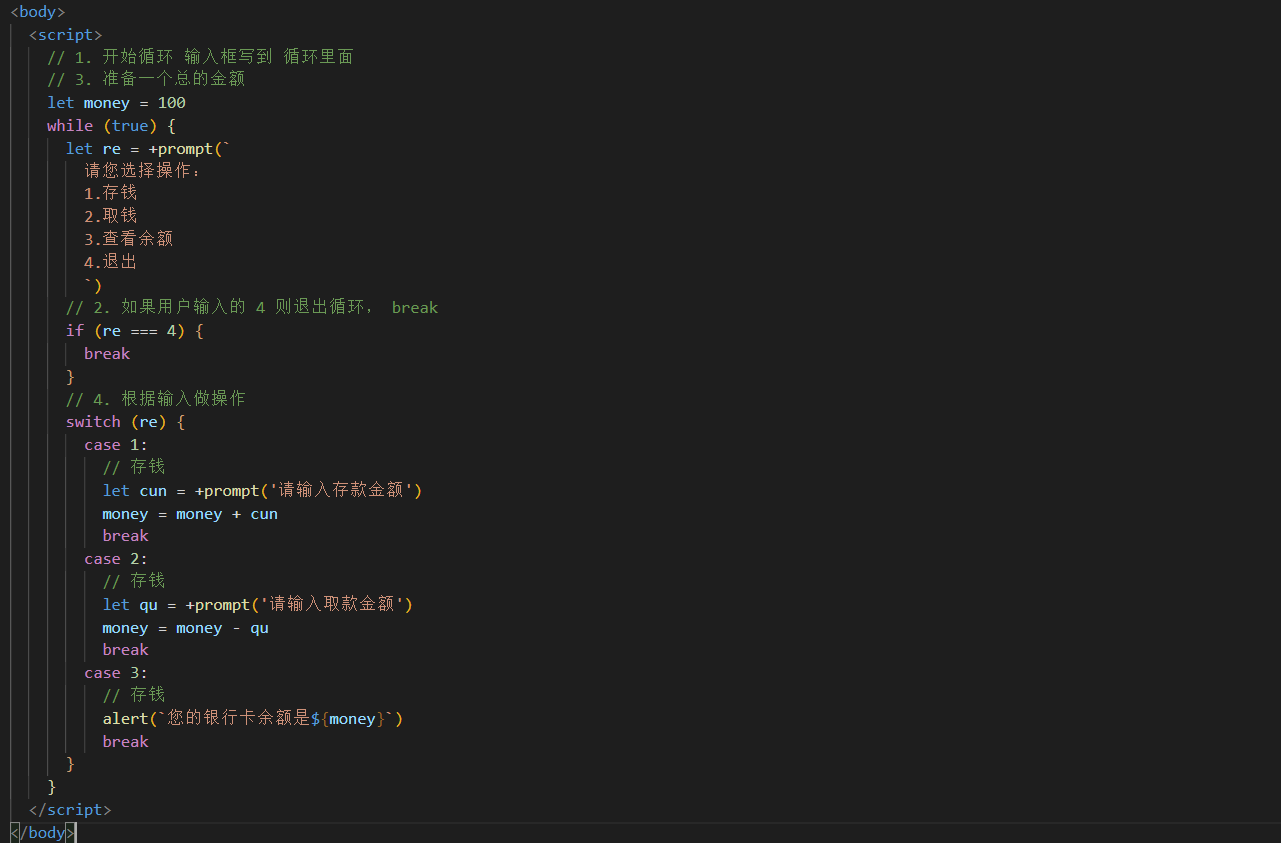 <body>
<script>
// 1. 开始循环 输入框写到 循环里面
// 3. 准备一个总的金额
let money = 100
while (true) {
let re = +prompt(`
请您选择操作：
1.存钱
2.取钱
3.查看余额
4.退出
`)
// 2. 如果用户输入的 4 则退出循环， break
if (re === 4) {
break
}
// 4. 根据输入做操作
switch (re) {
case 1:
// 存钱
let cun = +prompt('请输入存款金额')
money = money + cun
break
case 2:
// 存钱
let qu = +prompt('请输入取款金额')
money = money - qu
break
case 3:
// 存钱
alert(`您的银行卡余额是${money}`)
break
}
}
</script>
</body>